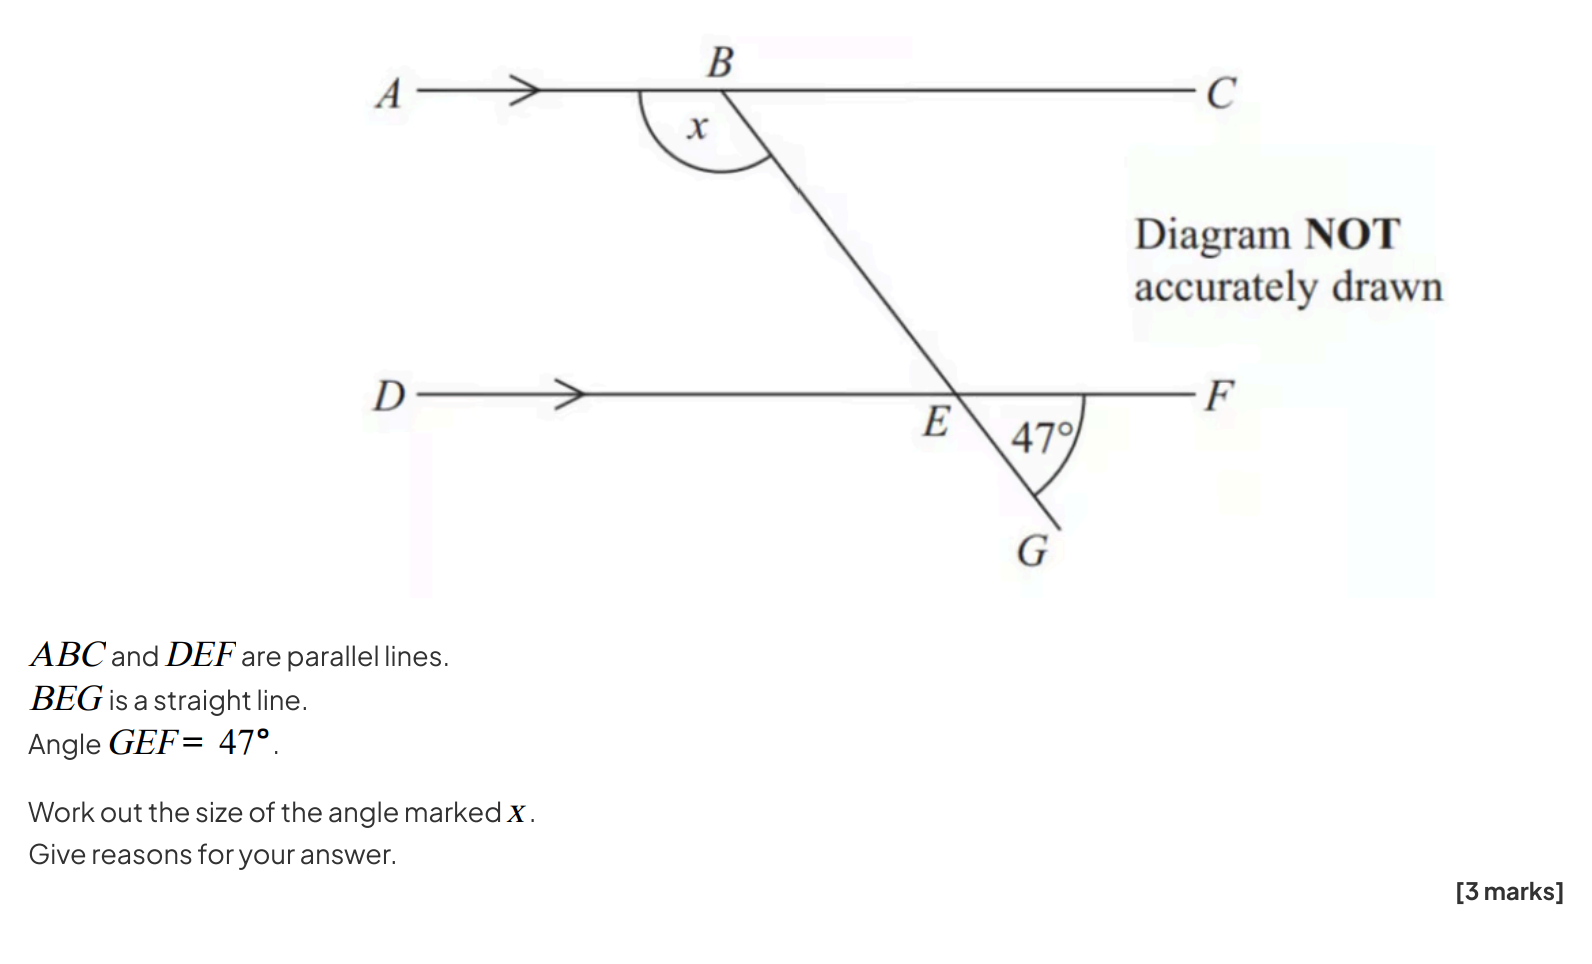 B
A
C
x
Diagram NOT
accurately drawn
D
F
E
47°
G
ABC and DEF are parallel lines.
BEG is a straight line.
Angle GEF = 47°.
Work out the size of the angle marked x.
Give reasons for your answer.
[3 marks]